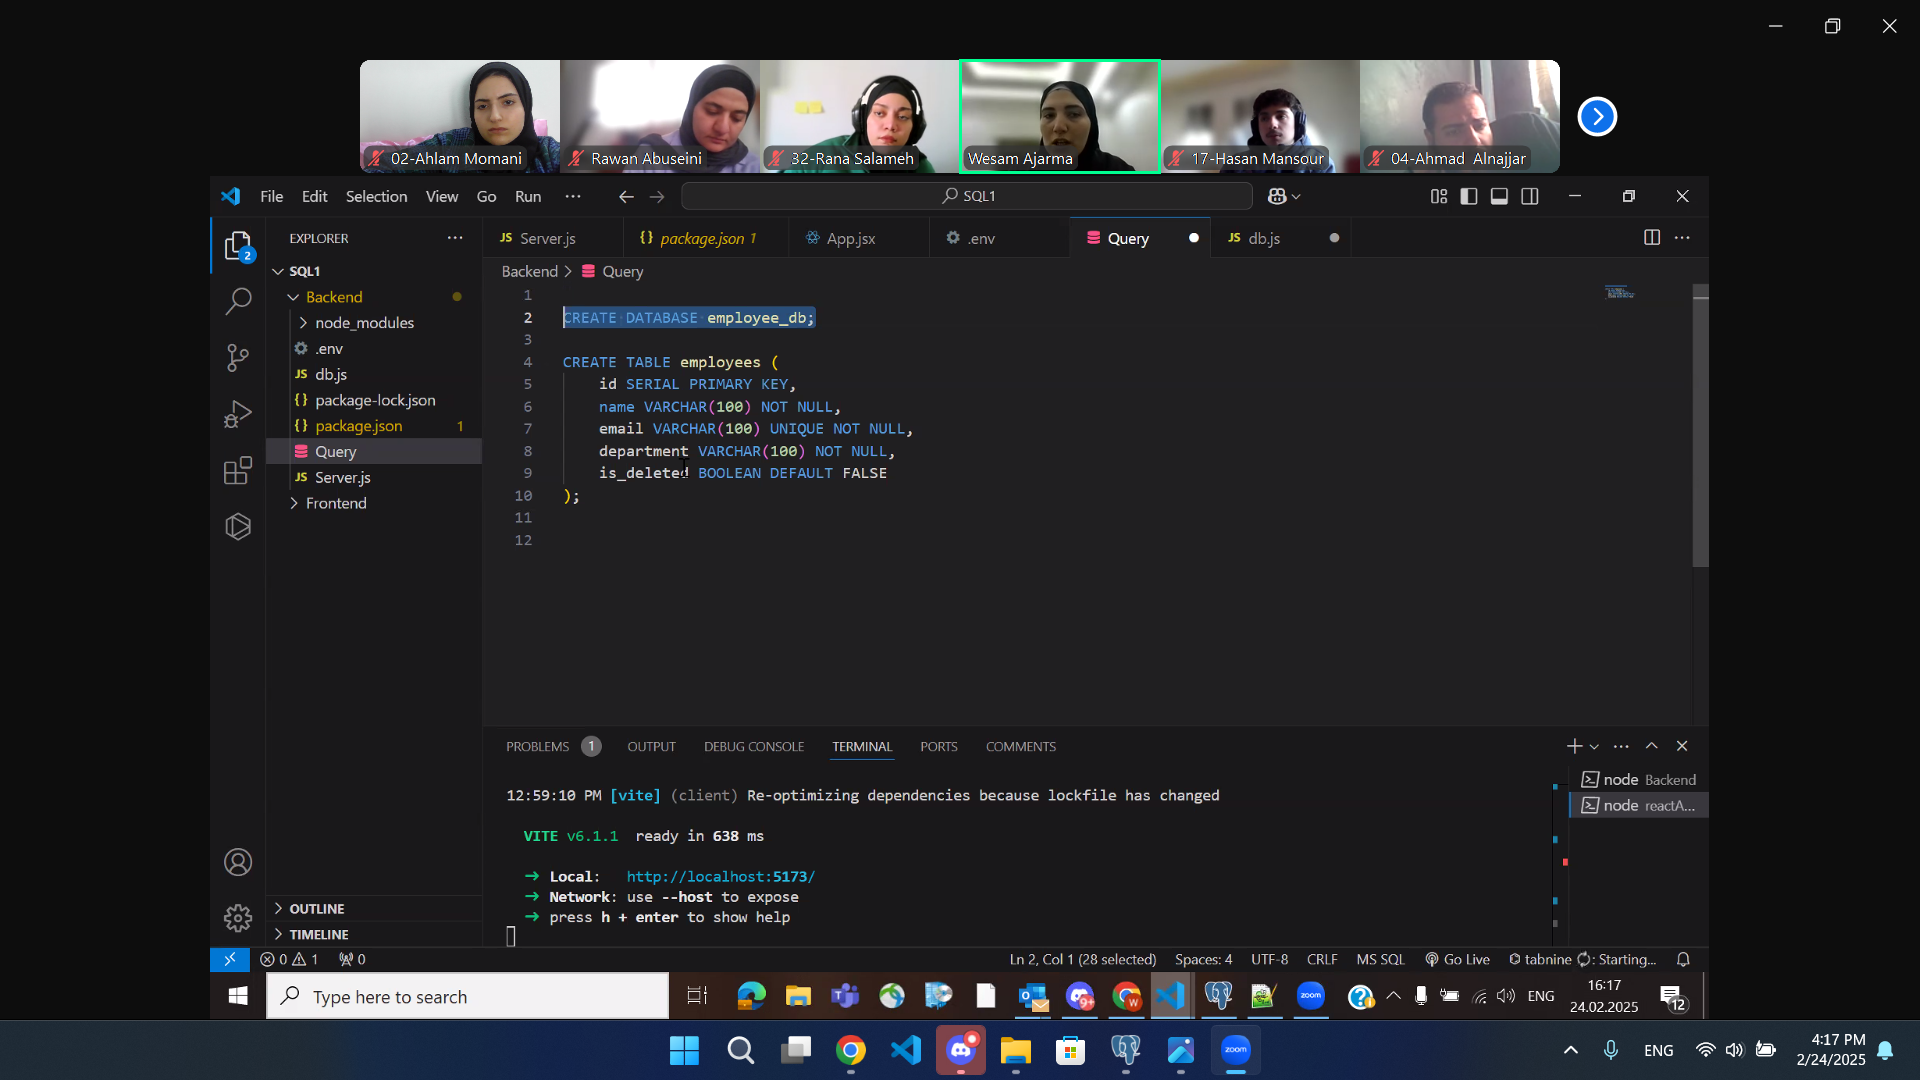 02-Ahlam Momani
Rawan Abuseini
32-Rana Salameh
Wesam Ajarma
17-Hasan Mansour
04-Ahmad Alnajjar
File Edit Selection View Go Run ··· SQL1
EXPLORER ···
Server.js
package.json 1
App.jsx
.env
Query
JS db.js
2
SQL1
Backend
node_modules
.env
JS db.js
{} package-lock.json
{} package.json 1
Query
JS Server.js
Frontend
OUTLINE
TIMELINE
Backend > Query
1
2 CREATE DATABASE employee_db;
3
4 CREATE TABLE employees (
5 id SERIAL PRIMARY KEY,
6 name VARCHAR(100) NOT NULL,
7 email VARCHAR(100) UNIQUE NOT NULL,
8 department VARCHAR(100) NOT NULL,
9 is_deleted BOOLEAN DEFAULT FALSE
10 );
11
12
PROBLEMS 1 OUTPUT DEBUG CONSOLE TERMINAL PORTS COMMENTS
12:59:10 PM [vite] (client) Re-optimizing dependencies because lockfile has changed
VITE v6.1.1 ready in 638 ms
➜ Local: http://localhost:5173/
➜ Network: use --host to expose
➜ press h + enter to show help
node Backend
node reactA...
0 1 0 Ln 2, Col 1 (28 selected) Spaces: 4 UTF-8 CRLF MS SQL Go Live tabnine : Starting...
Type here to search
9+
W
zoom
ENG
16:17
24.02.2025
12
zoom
ENG
4:17 PM
2/24/2025